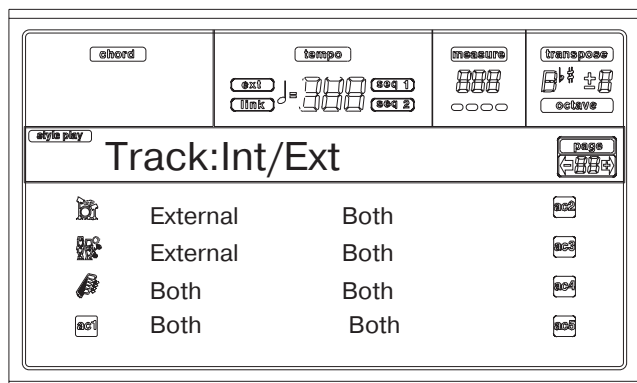 chord tempo measure transpose
ext seq 1
link seq 2 octave
style play
Track:Int/Ext
page
External Both ac2
External Both ac3
Both Both ac4
ac1 Both Both ac5